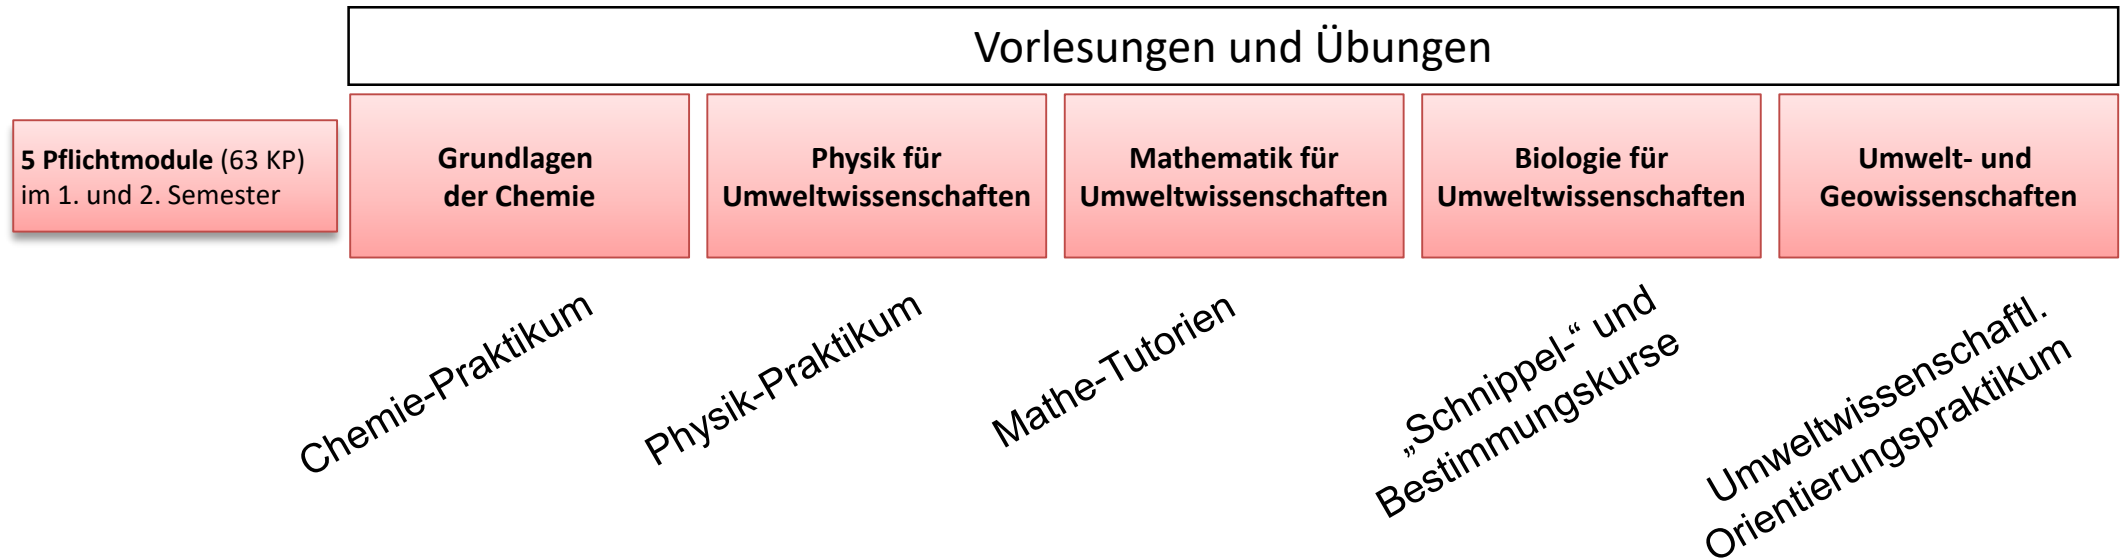 Vorlesungen und Übungen
5 Pflichtmodule (63 KP)
im 1. und 2. Semester
Grundlagen
der Chemie
Physik für
Umweltwissenschaften
Mathematik für
Umweltwissenschaften
Biologie für
Umweltwissenschaften
Umwelt- und
Geowissenschaften
Chemie-Praktikum
Physik-Praktikum
Mathe-Tutorien
„Schnippel-“ und
Bestimmungskurse
Umweltwissenschaftl.
Orientierungspraktikum